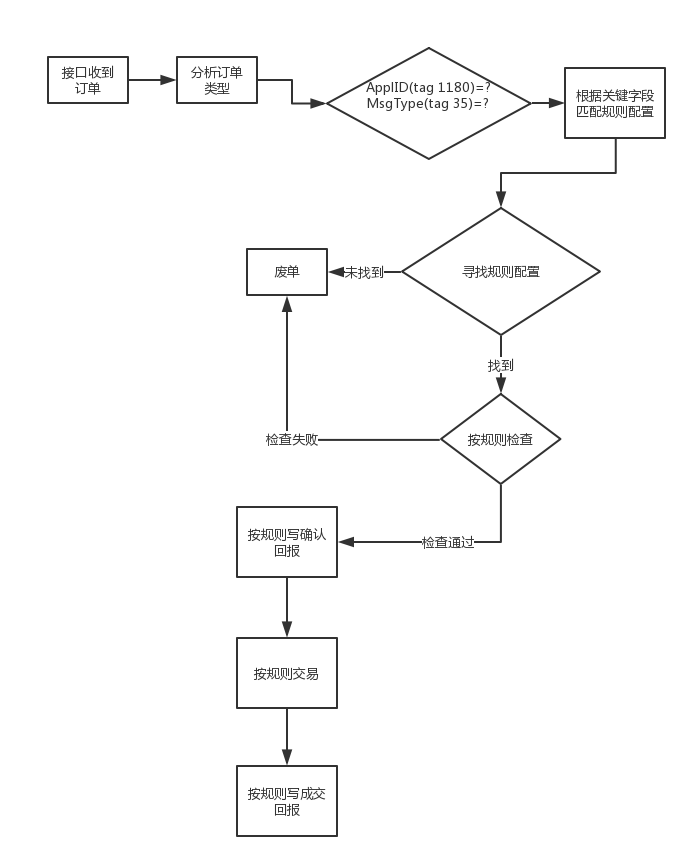 接口收到
订单
分析订单
类型
ApplID(tag 1180)=?
MsgType(tag 35)=?
根据关键字段
匹配规则配置
废单
未找到
寻找规则配置
找到
检查失败
按规则检查
按规则写确认
回报
检查通过
按规则交易
按规则写成交
回报